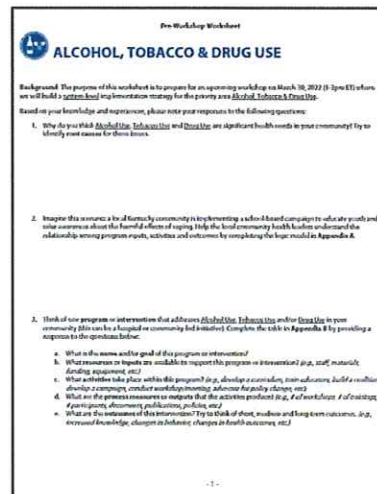 Pre-Workshop Worksheet
ALCOHOL, TOBACCO & DRUG USE
Background: The purpose of this worksheet is to prepare for an upcoming workshop on March 30, 2022 (1-3pm ET) where
we will build a system-level implementation strategy for the priority area Alcohol, Tobacco & Drug Use.
Based on your knowledge and experiences, please note your responses to the following questions:
1. Why do you think Alcohol Use, Tobacco Use and Drug Use are significant health needs in your community? Try to
identify root causes for these issues.
2. Imagine this scenario: a local Kentucky community is implementing a school-based campaign to educate youth and
raise awareness about the harmful effects of vaping. Help the local community health leaders understand the
relationship among program inputs, activities and outcomes by completing the logic model in Appendix A.
3. Think of one program or intervention that addresses Alcohol Use, Tobacco Use and/or Drug Use in your
community (this can be a hospital or community-led initiative). Complete the table in Appendix B by providing a
response to the questions below:
a. What is the name and/or goal of this program or intervention?
b. What resources or inputs are available to support this program or intervention? (e.g., staff, materials,
funding, equipment, etc.)
c. What activities take place within this program? (e.g., develop a curriculum, train educators, build a coalition,
develop a campaign, conduct workshop/meeting, advocate for policy change, etc.)
d. What are the process measures or outputs that the activities produce? (e.g., # of workshops, # of trainings,
# participants, documents, publications, policies, etc.)
e. What are the outcomes of this intervention? Try to think of short, medium and long-term outcomes. (e.g.,
increased knowledge, changes in behavior, changes in health outcomes, etc.)
- 1 -